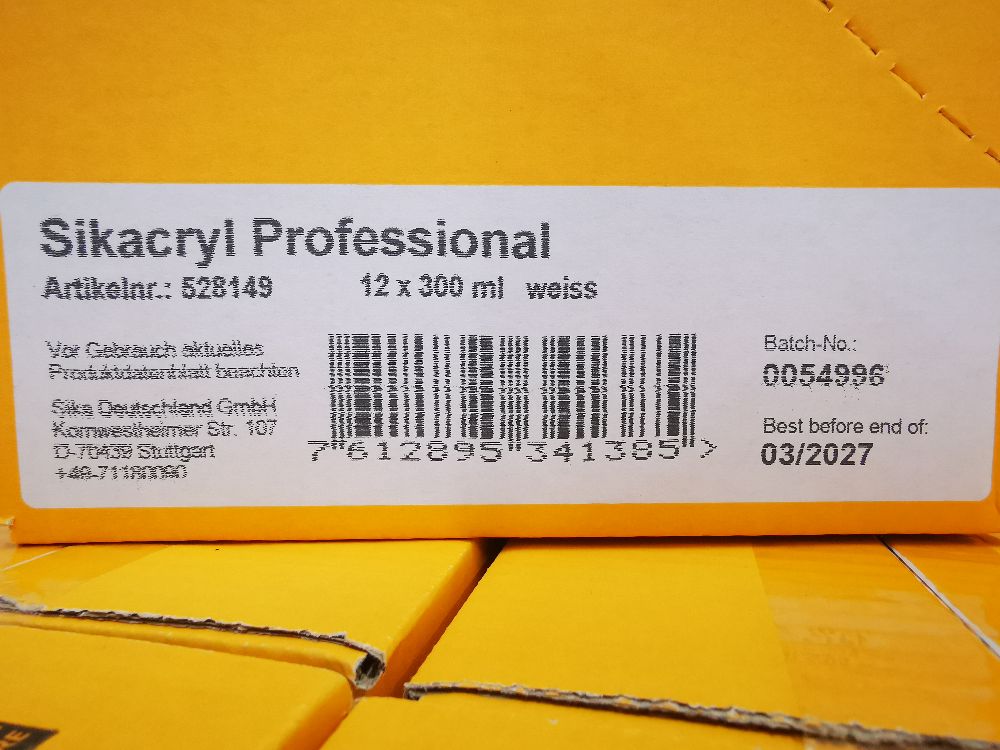 Sikacryl Professional
Artikelnr.: 528149 12 x 300 ml weiss
Vor Gebrauch aktuelles
Produktdatenblatt beachten
Sika Deutschland GmbH
Kornwestheimer Str. 107
D-70439 Stuttgart
+49-71180090
7 612895 341385 >
Batch-No.:
0054996
Best before end of:
03/2027